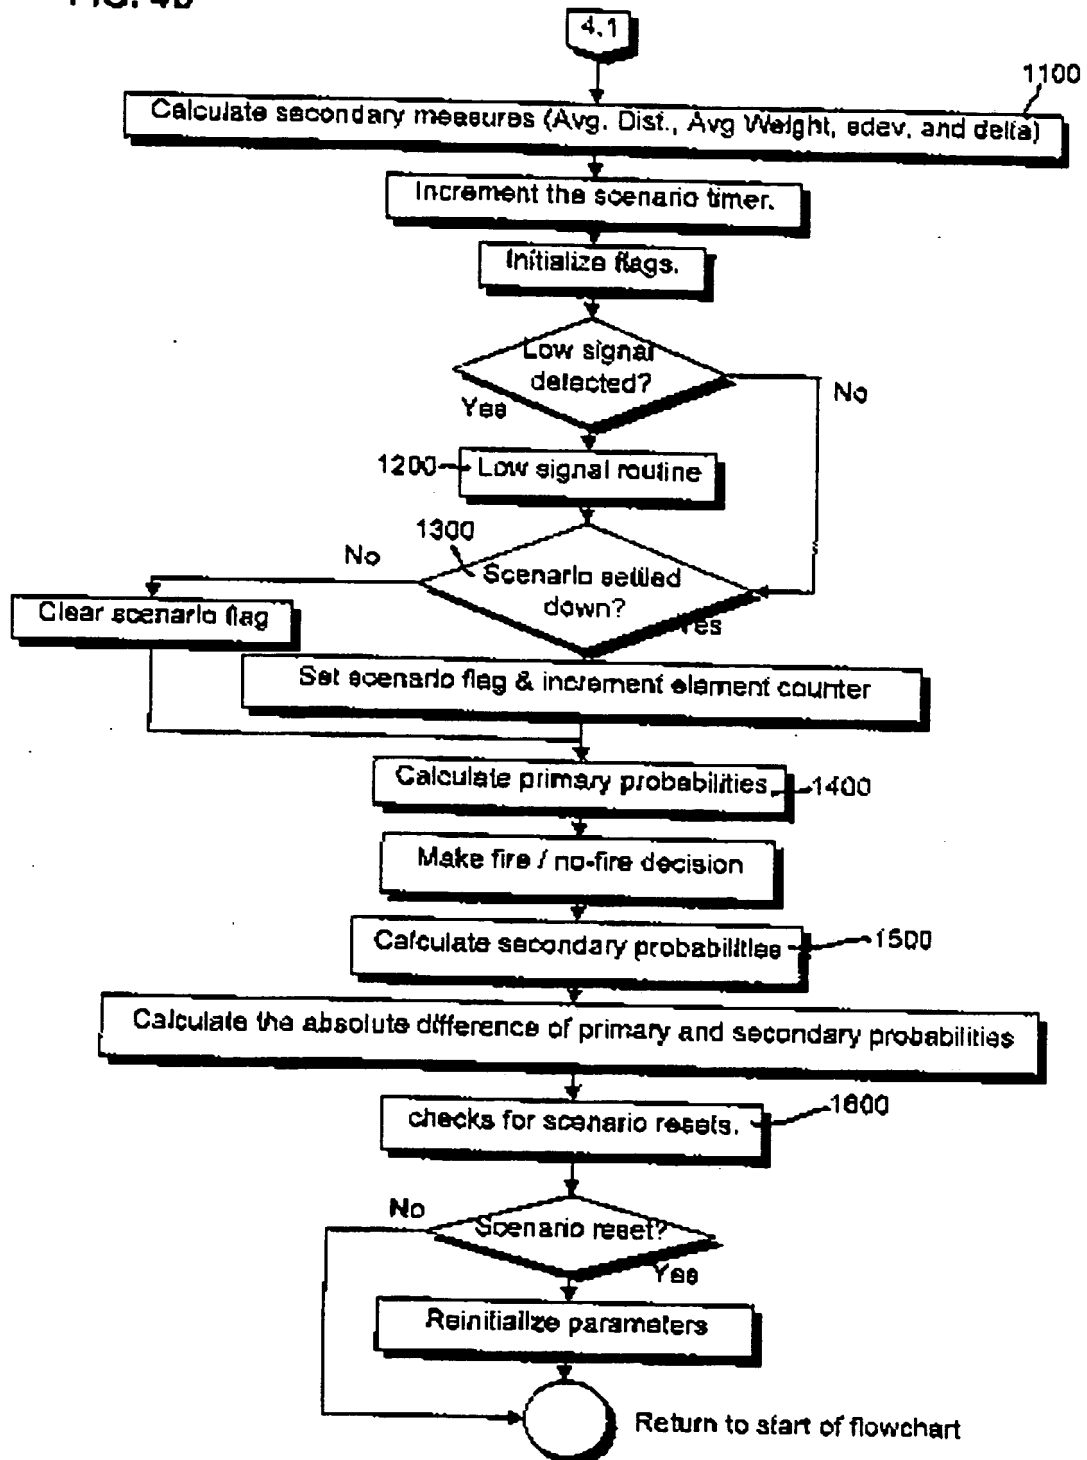 FIG. 4b
4.1
1100
Calculate secondary measures (Avg. Dist., Avg Weight, sdev. and delta)
Increment the scenario timer.
Initialize flags.
Low signal
detected?
No
Yes
1200
Low signal routine
1300
No
Scenario settled
down?
Yes
Clear scenario flag
Set scenario flag & increment element counter
Calculate primary probabilities
1400
Make fire / no-fire decision
Calculate secondary probabilities
1500
Calculate the absolute difference of primary and secondary probabilities
1600
checks for scenario resets.
No
Scenario reset?
Yes
Reinitialize parameters
Return to start of flowchart